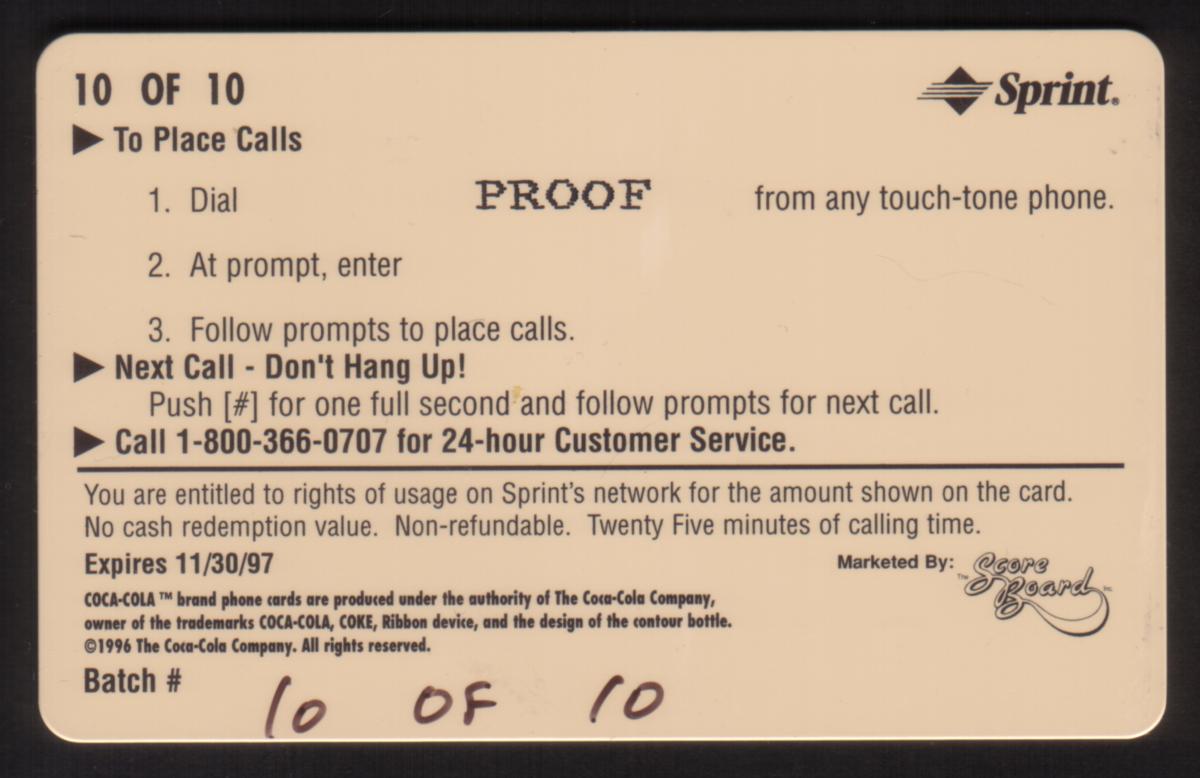 10 OF 10
Sprint®
▶ To Place Calls
1. Dial PROOF from any touch-tone phone.
2. At prompt, enter
3. Follow prompts to place calls.
▶ Next Call - Don't Hang Up!
Push [#] for one full second and follow prompts for next call.
▶ Call 1-800-366-0707 for 24-hour Customer Service.
You are entitled to rights of usage on Sprint's network for the amount shown on the card.
No cash redemption value. Non-refundable. Twenty Five minutes of calling time.
Expires 11/30/97
Marketed By: ™ Score Board Inc.
COCA-COLA ™ brand phone cards are produced under the authority of The Coca-Cola Company,
owner of the trademarks COCA-COLA, COKE, Ribbon device, and the design of the contour bottle.
©1996 The Coca-Cola Company. All rights reserved.
Batch # 10 OF 10